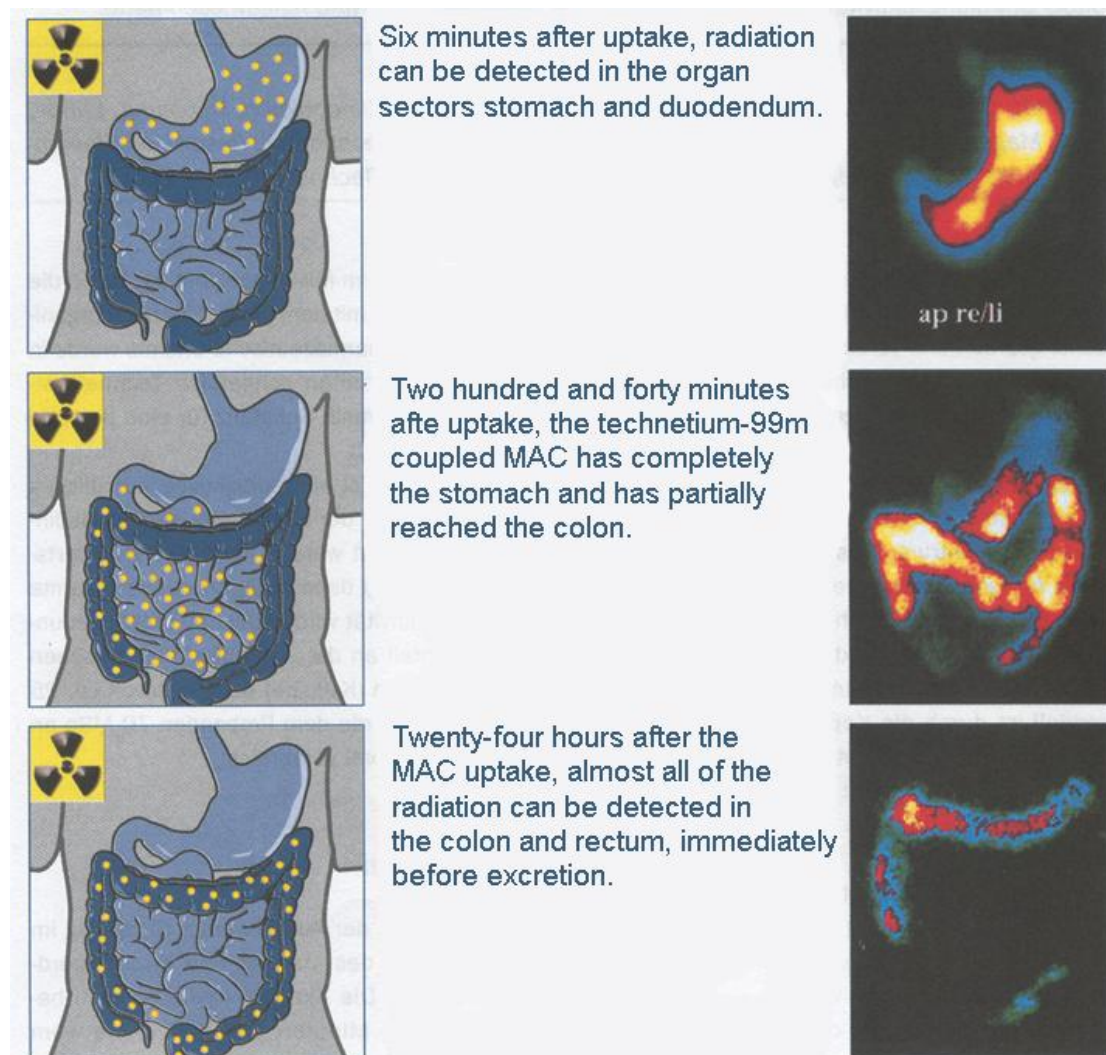 Six minutes after uptake, radiation
can be detected in the organ
sectors stomach and duodendum.
ap re/li
Two hundred and forty minutes
afte uptake, the technetium-99m
coupled MAC has completely
the stomach and has partially
reached the colon.
Twenty-four hours after the
MAC uptake, almost all of the
radiation can be detected in
the colon and rectum, immediately
before excretion.